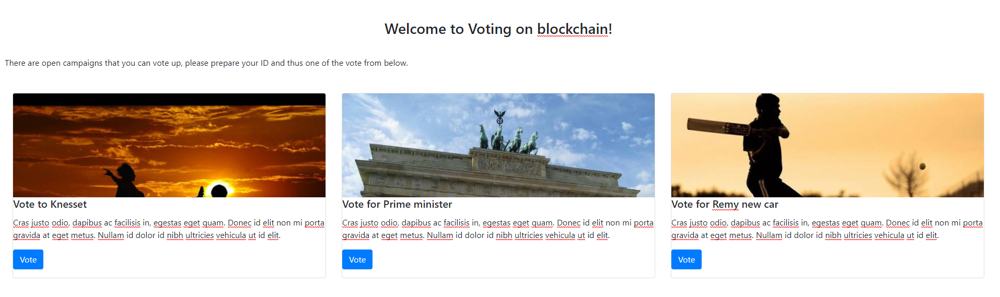 Welcome to Voting on blockchain!
There are open campaigns that you can vote up, please prepare your ID and thus one of the vote from below.
Vote to Knesset
Cras justo odio, dapibus ac facilisis in, egestas eget quam. Donec id elit non mi porta
gravida at eget metus. Nullam id dolor id nibh ultricies vehicula ut id elit.
Vote
Vote for Prime minister
Cras justo odio, dapibus ac facilisis in, egestas eget quam. Donec id elit non mi porta
gravida at eget metus. Nullam id dolor id nibh ultricies vehicula ut id elit.
Vote
Vote for Remy new car
Cras justo odio, dapibus ac facilisis in, egestas eget quam. Donec id elit non mi porta
gravida at eget metus. Nullam id dolor id nibh ultricies vehicula ut id elit.
Vote